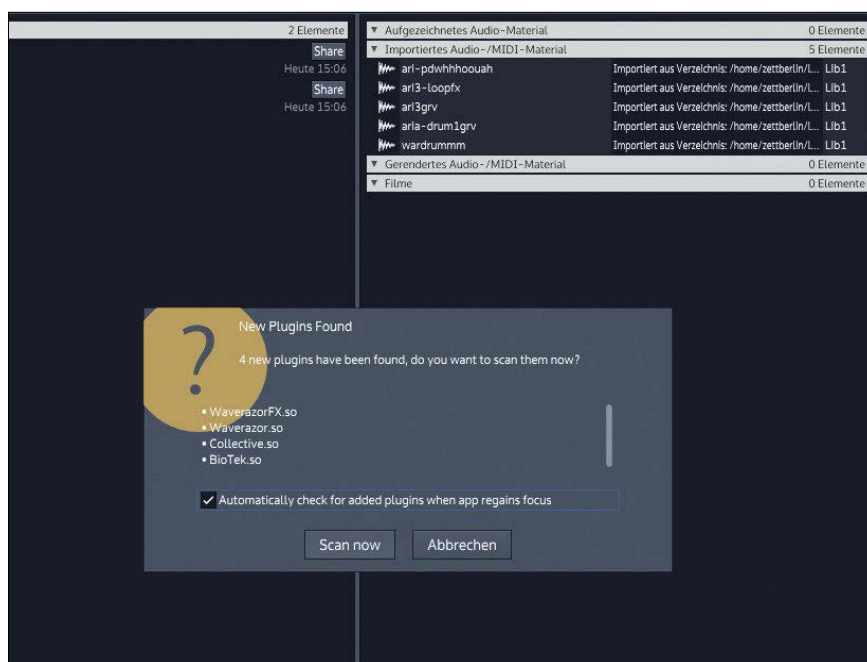 2 Elemente
Share
Heute 15:06
Share
Heute 15:06
▼ Aufgezeichnetes Audio-Material 0 Elemente
▼ Importiertes Audio-/MIDI-Material 5 Elemente
arl-pdwhhhoouah Importiert aus Verzeichnis: /home/zettberlin/l... Lib1
arl3-loopfx Importiert aus Verzeichnis: /home/zettberlin/l... Lib1
arl3grv Importiert aus Verzeichnis: /home/zettberlin/l... Lib1
arla-drum1grv Importiert aus Verzeichnis: /home/zettberlin/l... Lib1
wardrummm Importiert aus Verzeichnis: /home/zettberlin/l... Lib1
▼ Gerendertes Audio-/MIDI-Material 0 Elemente
▼ Filme 0 Elemente
?
New Plugins Found
4 new plugins have been found, do you want to scan them now?
• WaverazorFX.so
• Waverazor.so
• Collective.so
• BioTek.so
Automatically check for added plugins when app regains focus
Scan now Abbrechen